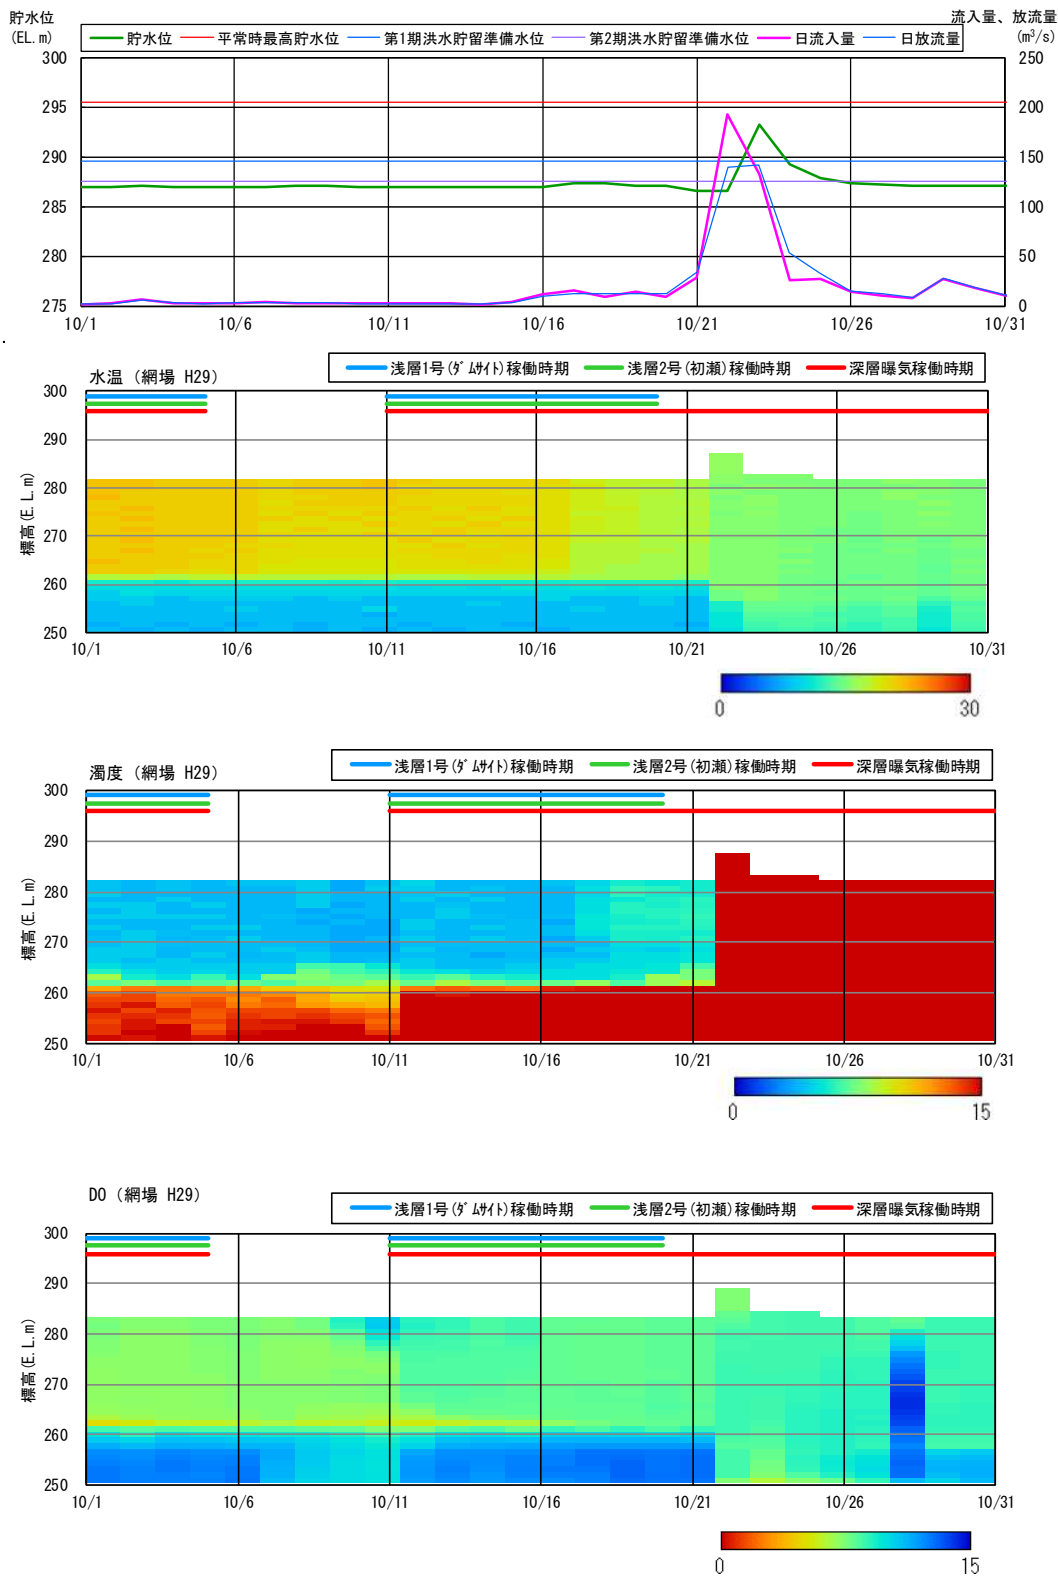 貯水位 流入量、放流量
(EL.m) (m³/s)
貯水位 平常時最高貯水位 第1期洪水貯留準備水位 第2期洪水貯留準備水位 日流入量 日放流量
300 250
295 200
290 150
285 100
280 50
275 0
10/1 10/6 10/11 10/16 10/21 10/26 10/31
.
水温 (網場 H29)
浅層1号(ﾀﾞﾑｻｲﾄ)稼働時期 浅層2号(初瀬)稼働時期 深層曝気稼働時期
標高(E.L.m)
300
290
280
270
260
250
10/1 10/6 10/11 10/16 10/21 10/26 10/31
0 30
濁度 (網場 H29)
浅層1号(ﾀﾞﾑｻｲﾄ)稼働時期 浅層2号(初瀬)稼働時期 深層曝気稼働時期
標高(E.L.m)
300
290
280
270
260
250
10/1 10/6 10/11 10/16 10/21 10/26 10/31
0 15
DO (網場 H29)
浅層1号(ﾀﾞﾑｻｲﾄ)稼働時期 浅層2号(初瀬)稼働時期 深層曝気稼働時期
標高(E.L.m)
300
290
280
270
260
250
10/1 10/6 10/11 10/16 10/21 10/26 10/31
0 15